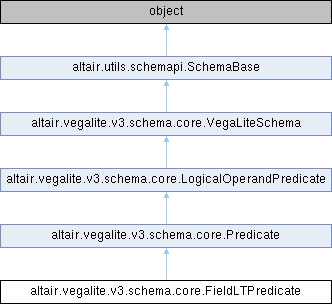 object
altair.utils.schemapi.SchemaBase
altair.vegalite.v3.schema.core.VegaLiteSchema
altair.vegalite.v3.schema.core.LogicalOperandPredicate
altair.vegalite.v3.schema.core.Predicate
altair.vegalite.v3.schema.core.FieldLTPredicate